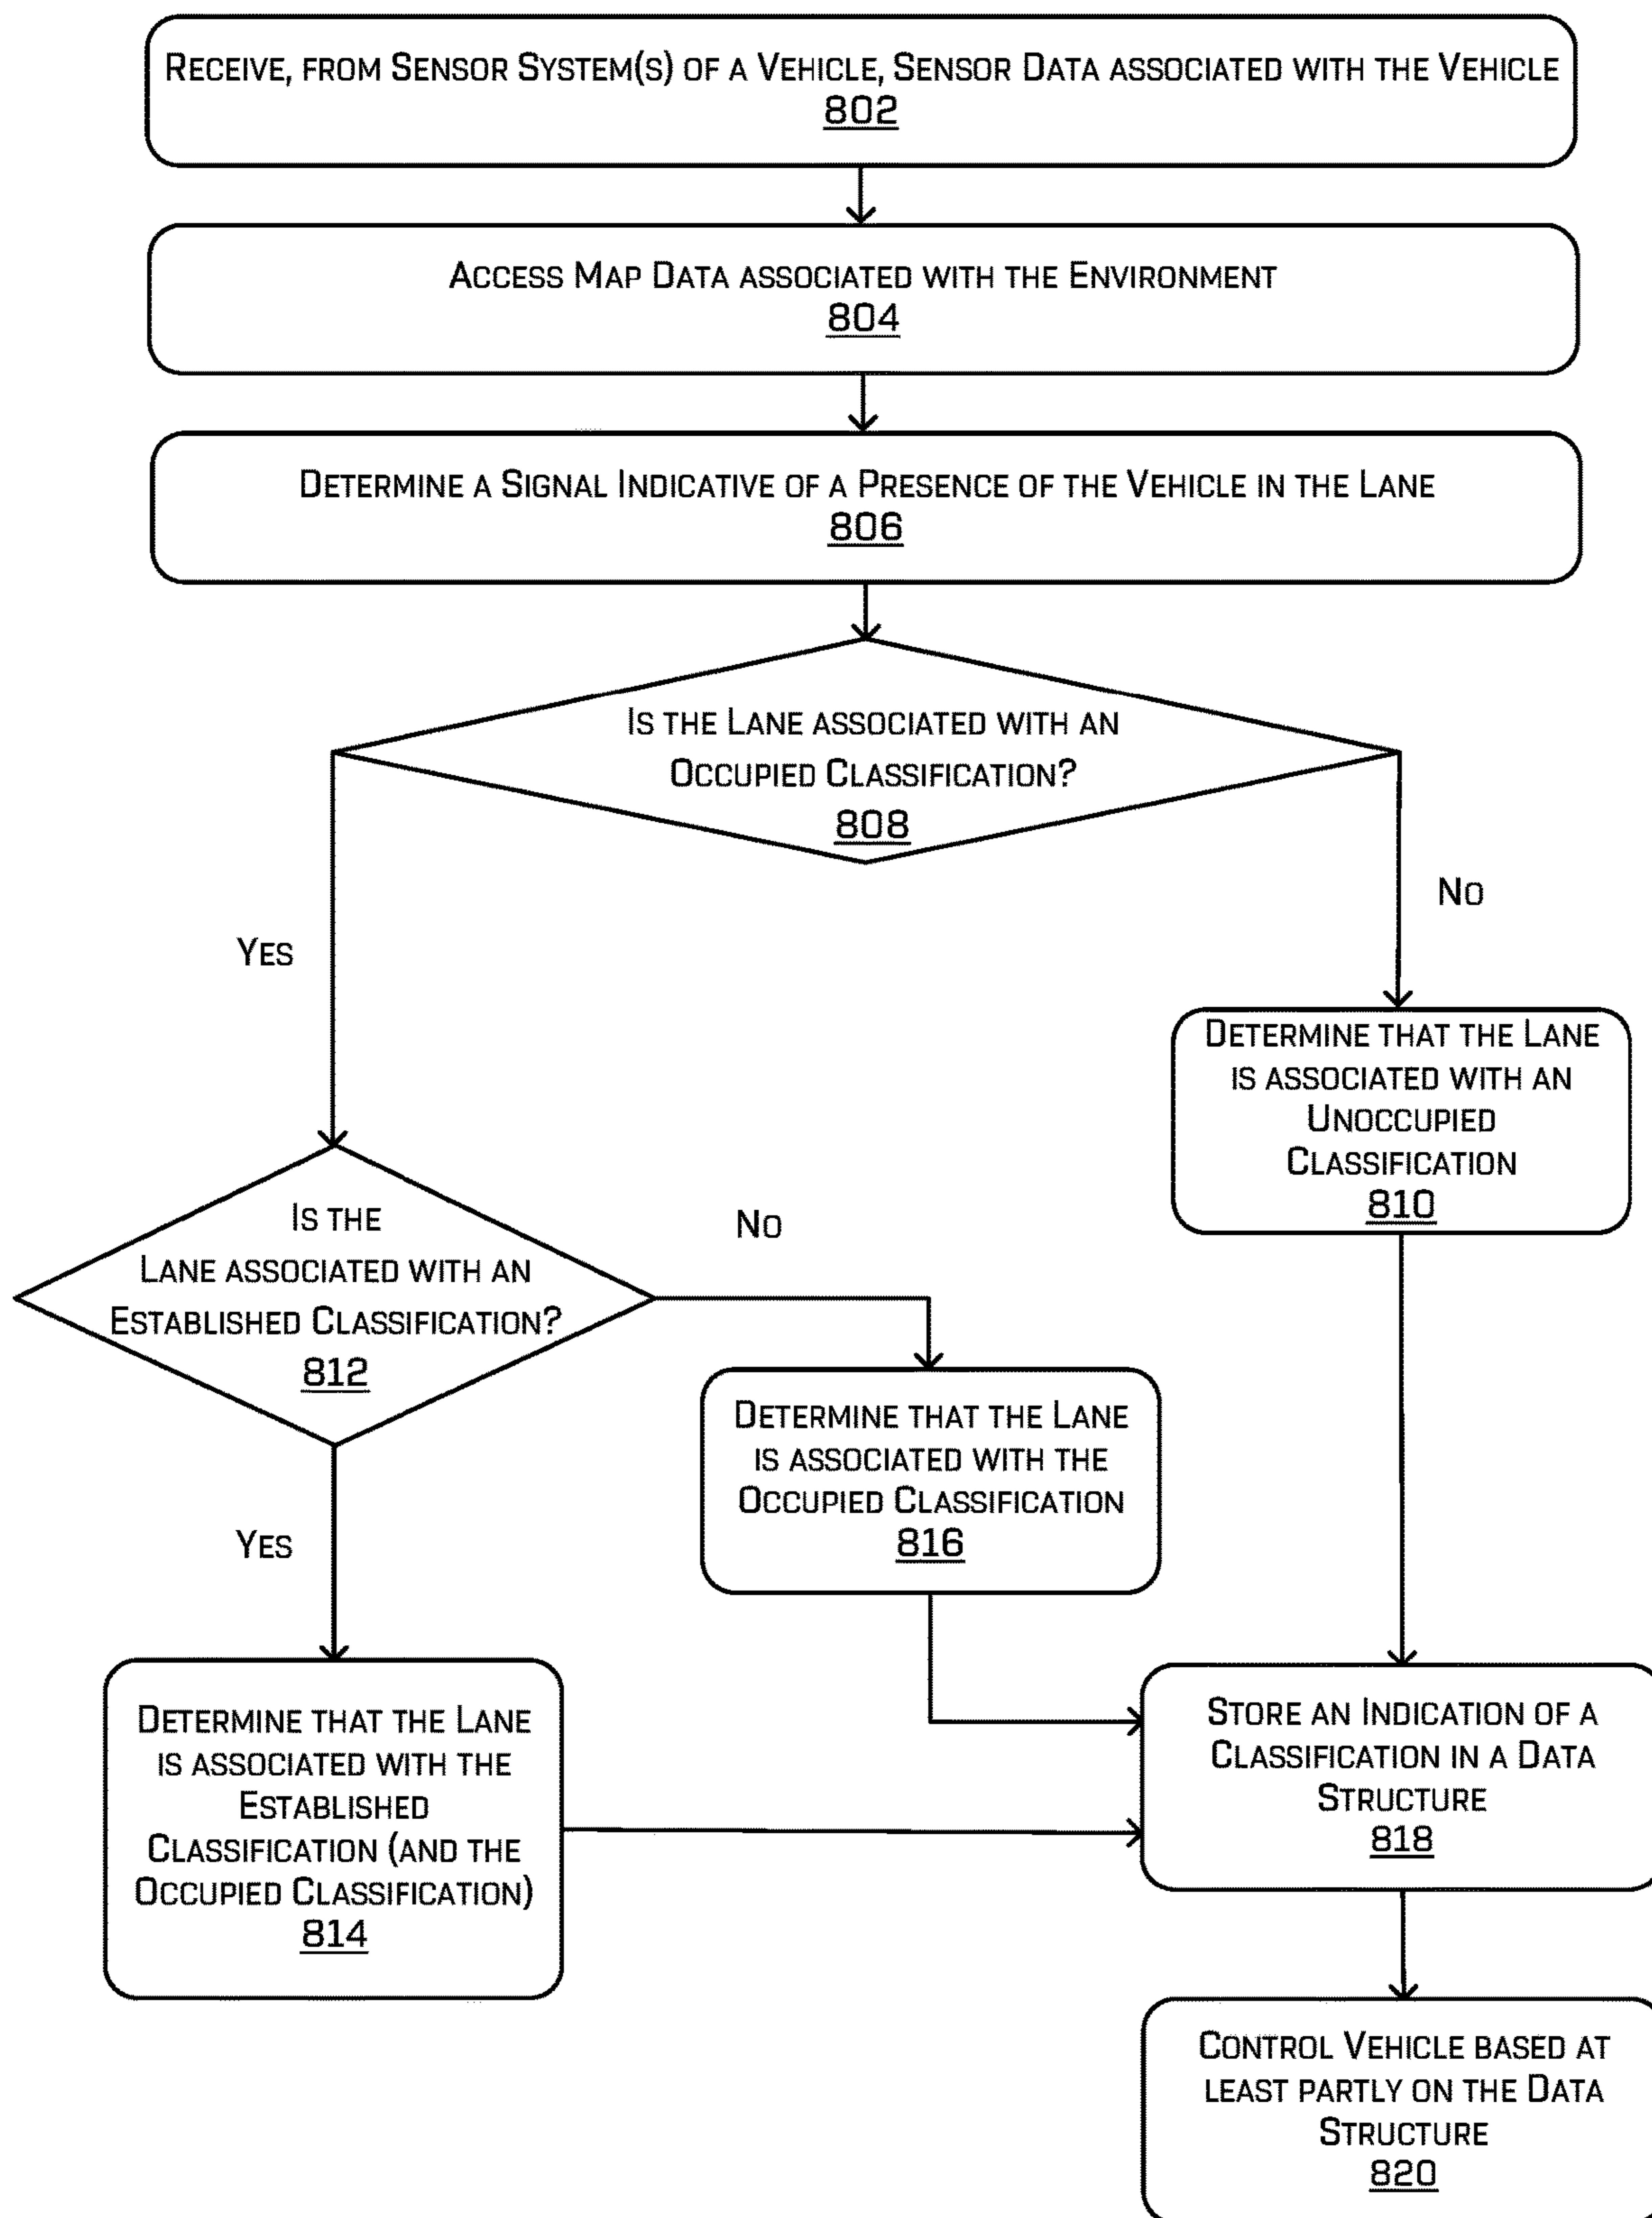 RECEIVE, FROM SENSOR SYSTEM(S) OF A VEHICLE, SENSOR DATA ASSOCIATED WITH THE VEHICLE
802
ACCESS MAP DATA ASSOCIATED WITH THE ENVIRONMENT
804
DETERMINE A SIGNAL INDICATIVE OF A PRESENCE OF THE VEHICLE IN THE LANE
806
IS THE LANE ASSOCIATED WITH AN
OCCUPIED CLASSIFICATION?
808
NO
YES
DETERMINE THAT THE LANE
IS ASSOCIATED WITH AN
UNOCCUPIED
CLASSIFICATION
810
IS THE
LANE ASSOCIATED WITH AN
ESTABLISHED CLASSIFICATION?
812
NO
DETERMINE THAT THE LANE
IS ASSOCIATED WITH THE
OCCUPIED CLASSIFICATION
816
YES
DETERMINE THAT THE LANE
IS ASSOCIATED WITH THE
ESTABLISHED
CLASSIFICATION (AND THE
OCCUPIED CLASSIFICATION)
814
STORE AN INDICATION OF A
CLASSIFICATION IN A DATA
STRUCTURE
818
CONTROL VEHICLE BASED AT
LEAST PARTLY ON THE DATA
STRUCTURE
820